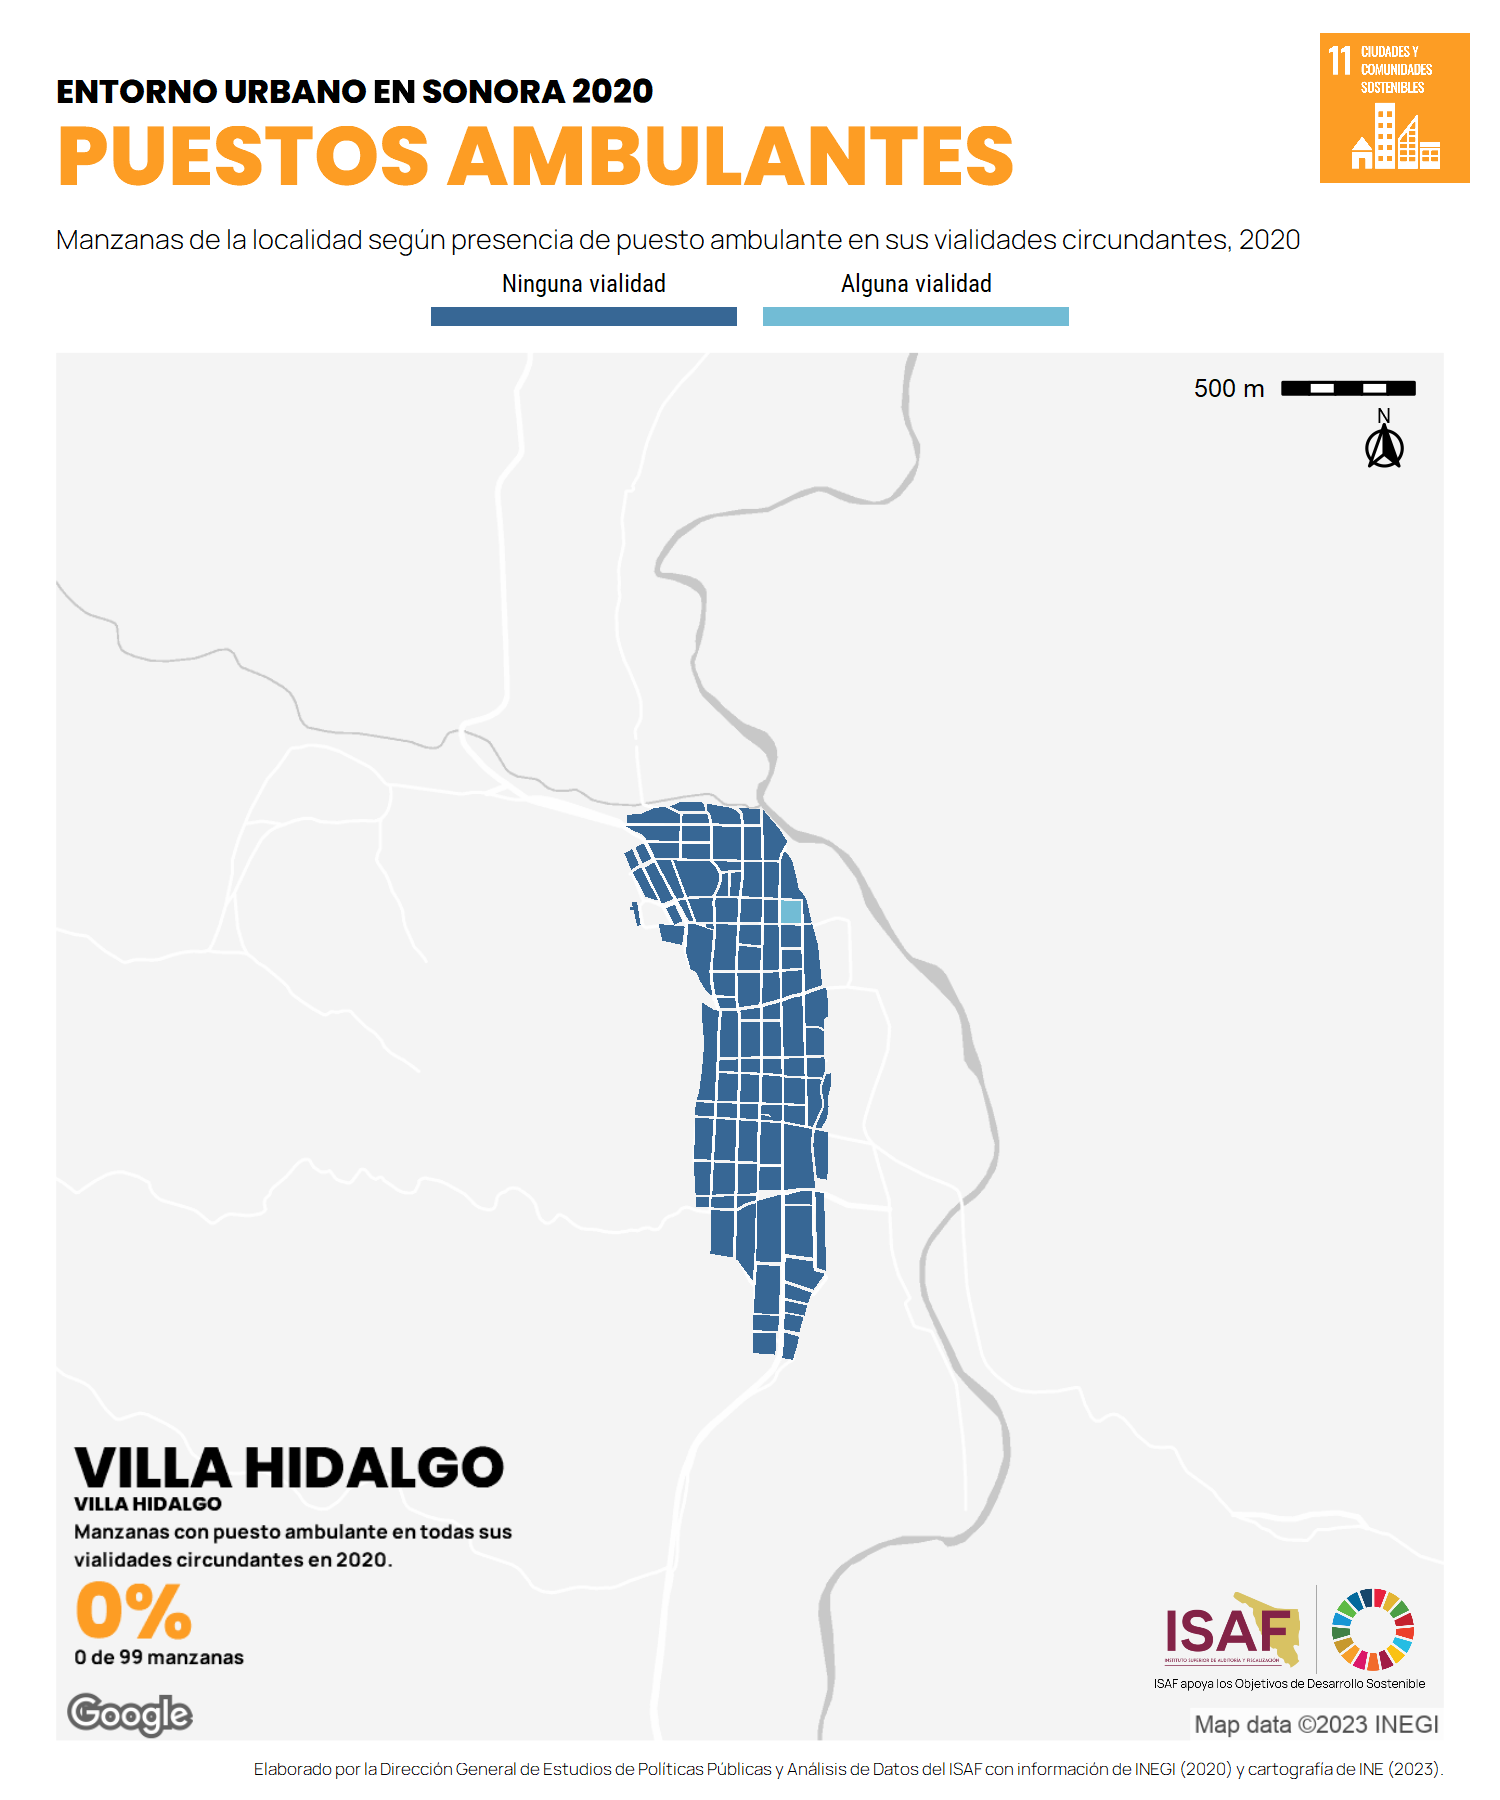 ENTORNO URBANO EN SONORA 2020
PUESTOS AMBULANTES
11 CIUDADES Y
COMUNIDADES
SOSTENIBLES
Manzanas de la localidad según presencia de puesto ambulante en sus vialidades circundantes, 2020
Ninguna vialidad
Alguna vialidad
500 m
N
VILLA HIDALGO
VILLA HIDALGO
Manzanas con puesto ambulante en todas sus
vialidades circundantes en 2020.
0%
0 de 99 manzanas
Google
ISAF
INSTITUTO SUPERIOR DE AUDITORÍA Y FISCALIZACIÓN
ISAF apoya los Objetivos de Desarrollo Sostenible
Map data ©2023 INEGI
Elaborado por la Dirección General de Estudios de Políticas Públicas y Análisis de Datos del ISAF con información de INEGI (2020) y cartografía de INE (2023).